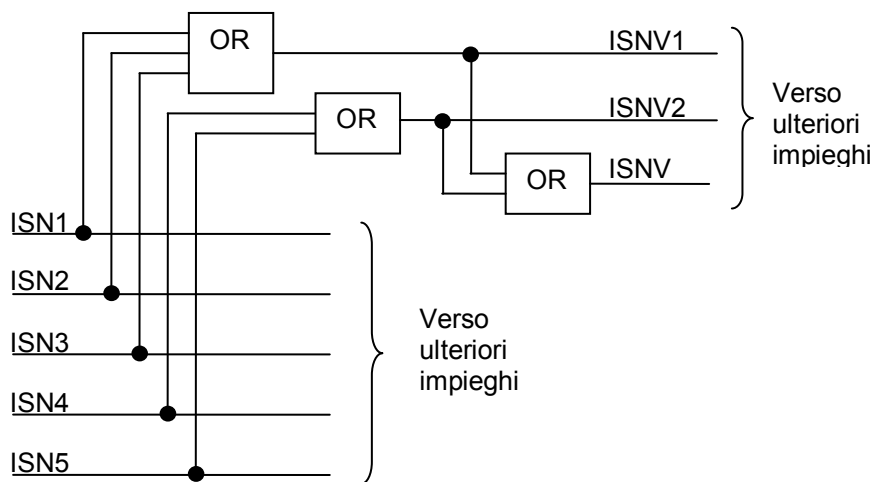 OR
ISNV1
OR
ISNV2
Verso
ulteriori
impieghi
OR
ISNV
ISN1
ISN2
ISN3
ISN4
ISN5
Verso
ulteriori
impieghi